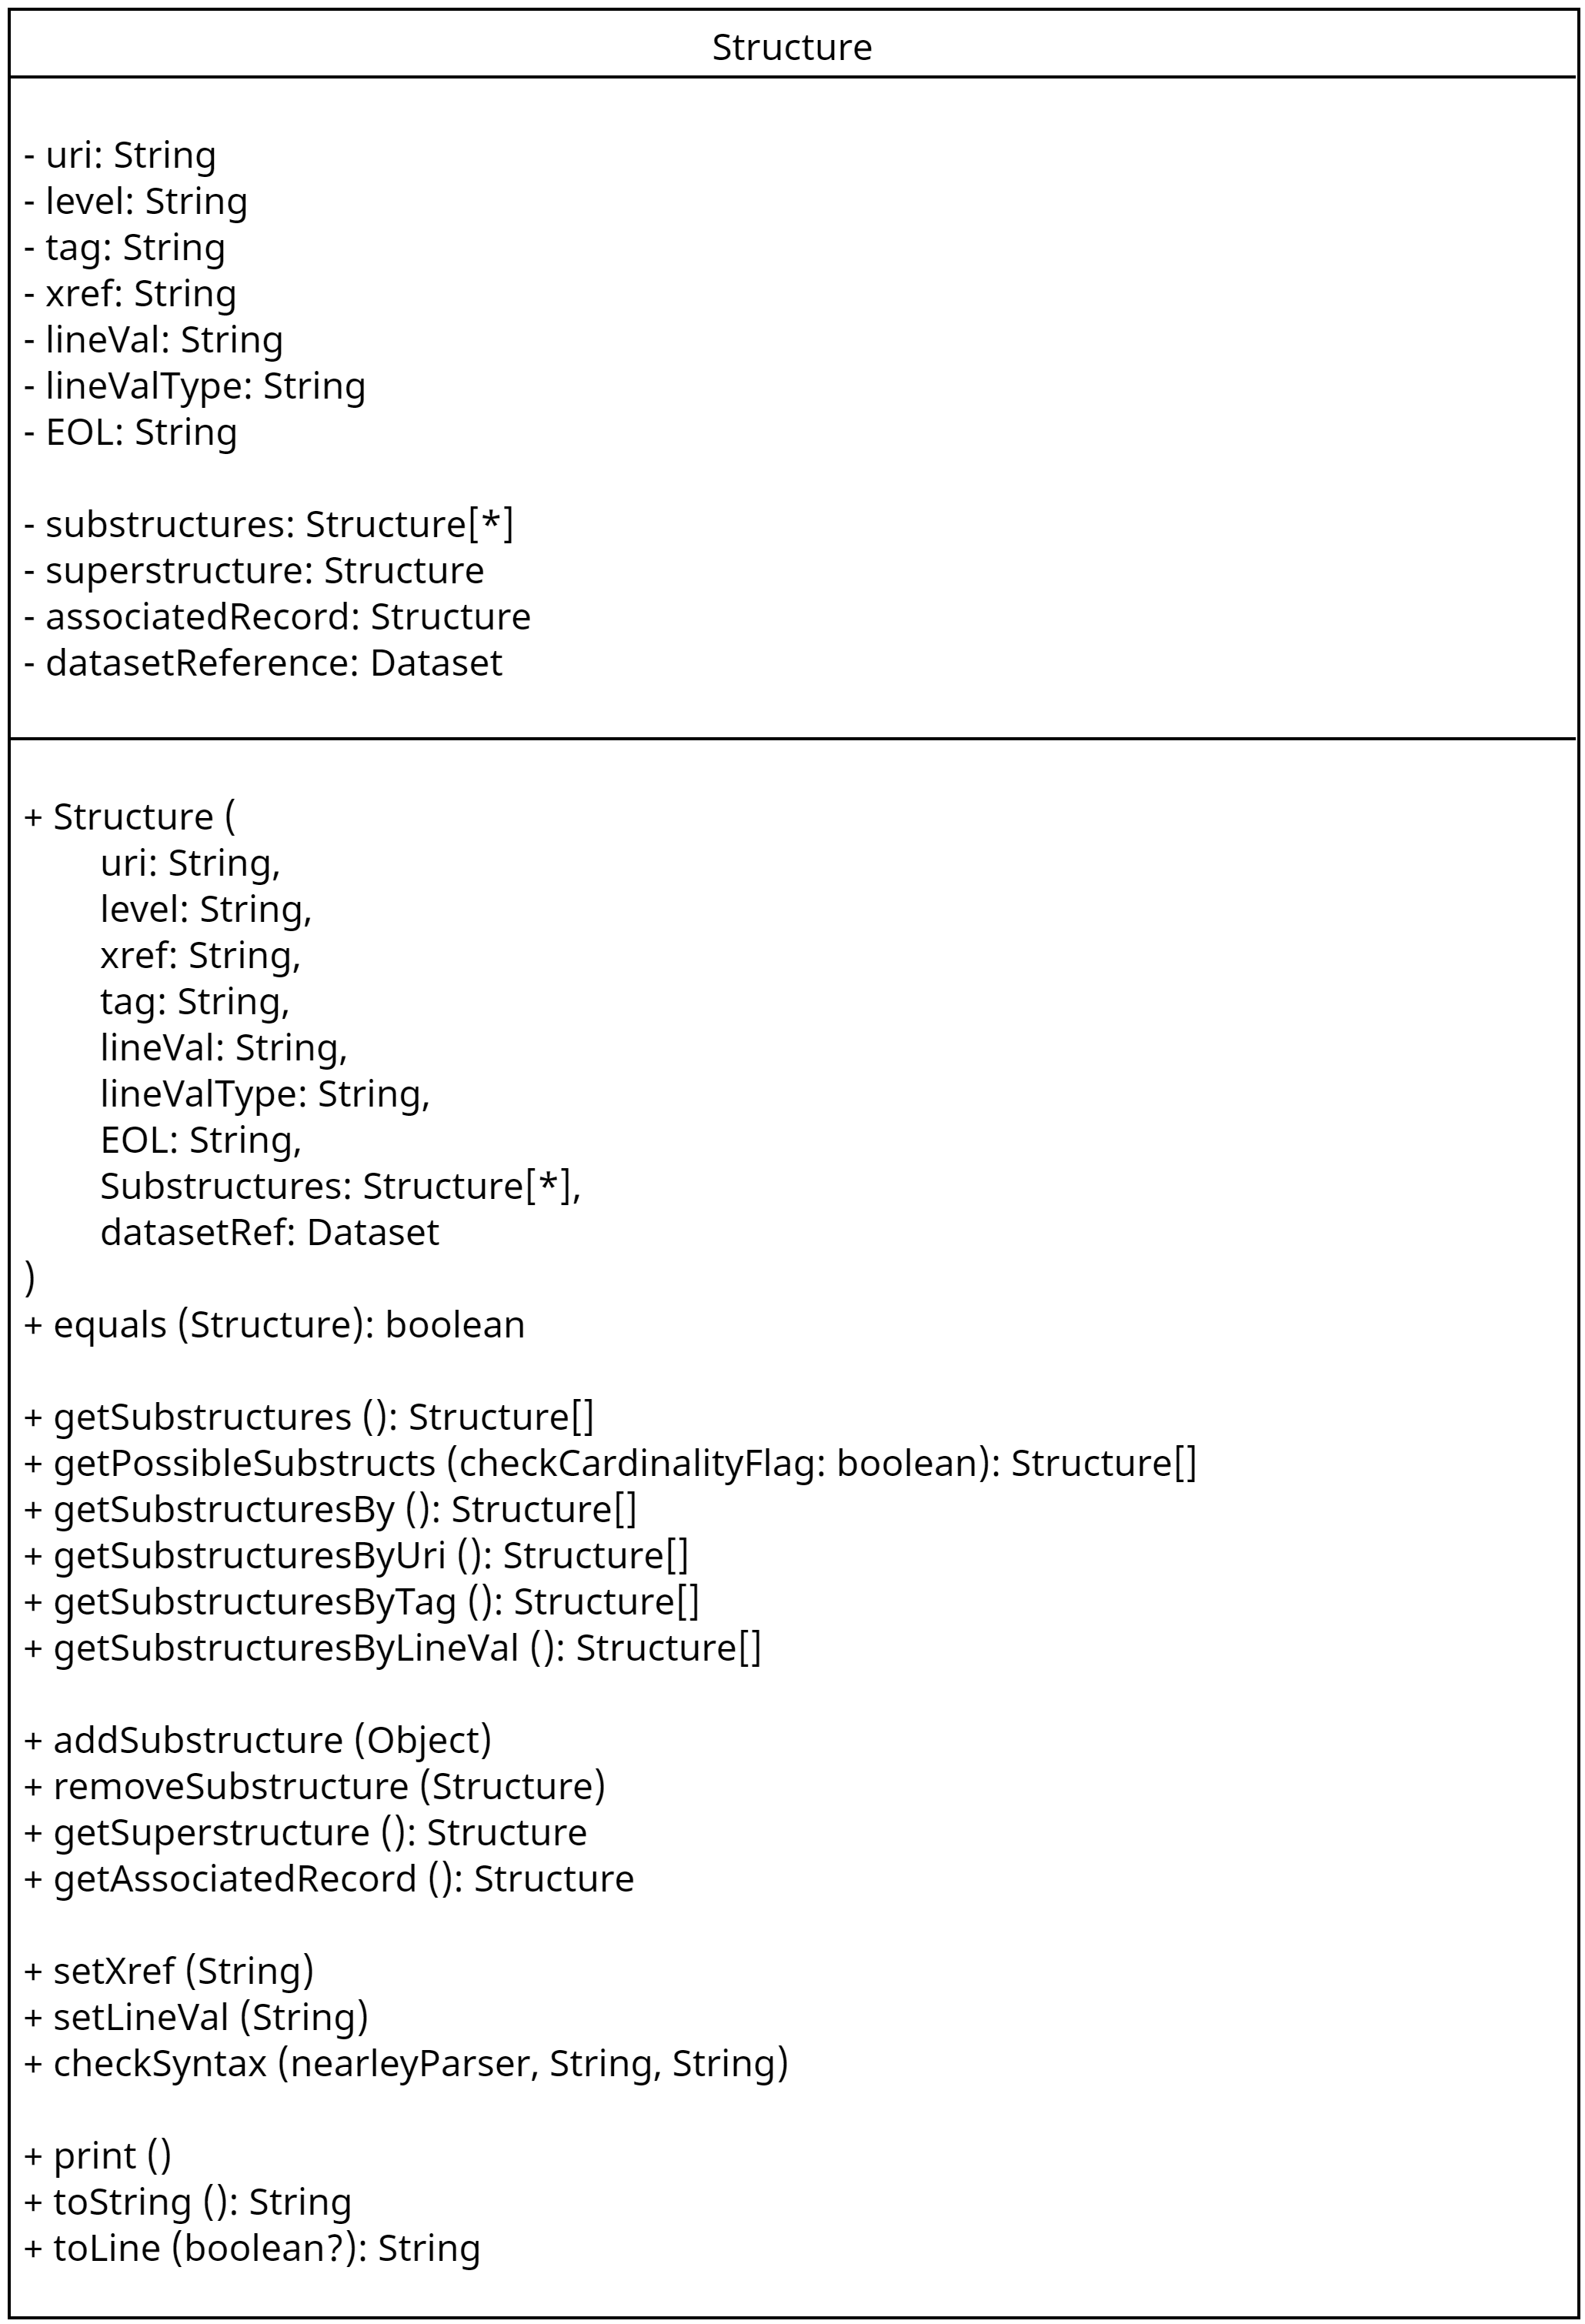 Structure
- uri: String
- level: String
- tag: String
- xref: String
- lineVal: String
- lineValType: String
- EOL: String
- substructures: Structure[*]
- superstructure: Structure
- associatedRecord: Structure
- datasetReference: Dataset
+ Structure (
uri: String,
level: String,
xref: String,
tag: String,
lineVal: String,
lineValType: String,
EOL: String,
Substructures: Structure[*],
datasetRef: Dataset
)
+ equals (Structure): boolean
+ getSubstructures (): Structure[]
+ getPossibleSubstructs (checkCardinalityFlag: boolean): Structure[]
+ getSubstructuresBy (): Structure[]
+ getSubstructuresByUri (): Structure[]
+ getSubstructuresByTag (): Structure[]
+ getSubstructuresByLineVal (): Structure[]
+ addSubstructure (Object)
+ removeSubstructure (Structure)
+ getSuperstructure (): Structure
+ getAssociatedRecord (): Structure
+ setXref (String)
+ setLineVal (String)
+ checkSyntax (nearleyParser, String, String)
+ print ()
+ toString (): String
+ toLine (boolean?): String